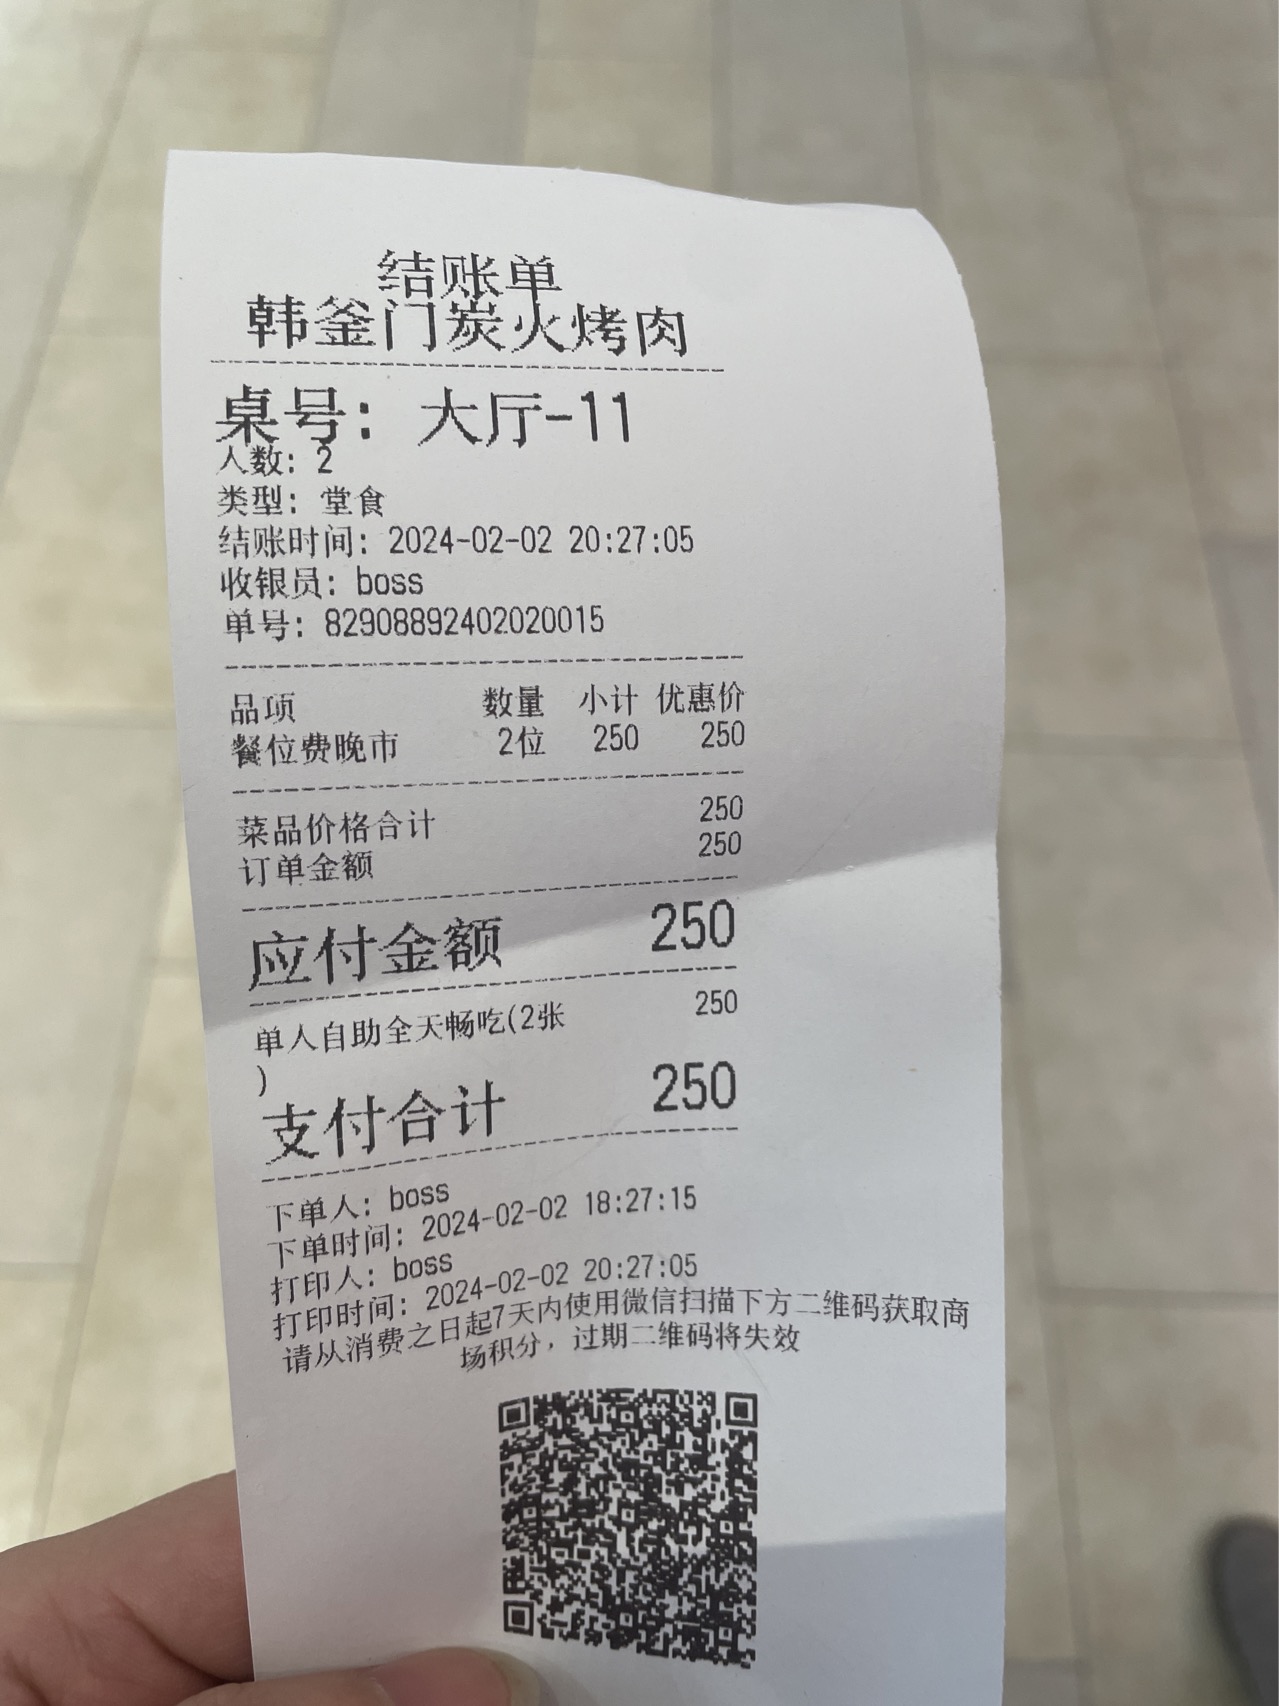 结账单
韩釜门炭火烤肉
桌号: 大厅-11
人数: 2
类型: 堂食
结账时间: 2024-02-02 20:27:05
收银员: boss
单号: 82908892402020015
品项 数量 小计 优惠价
餐位费晚市 2位 250 250
菜品价格合计 250
订单金额 250
应付金额 250
单人自助全天畅吃(2张 250
)
支付合计 250
下单人: boss
下单时间: 2024-02-02 18:27:15
打印人: boss
打印时间: 2024-02-02 20:27:05
请从消费之日起7天内使用微信扫描下方二维码获取商
场积分，过期二维码将失效